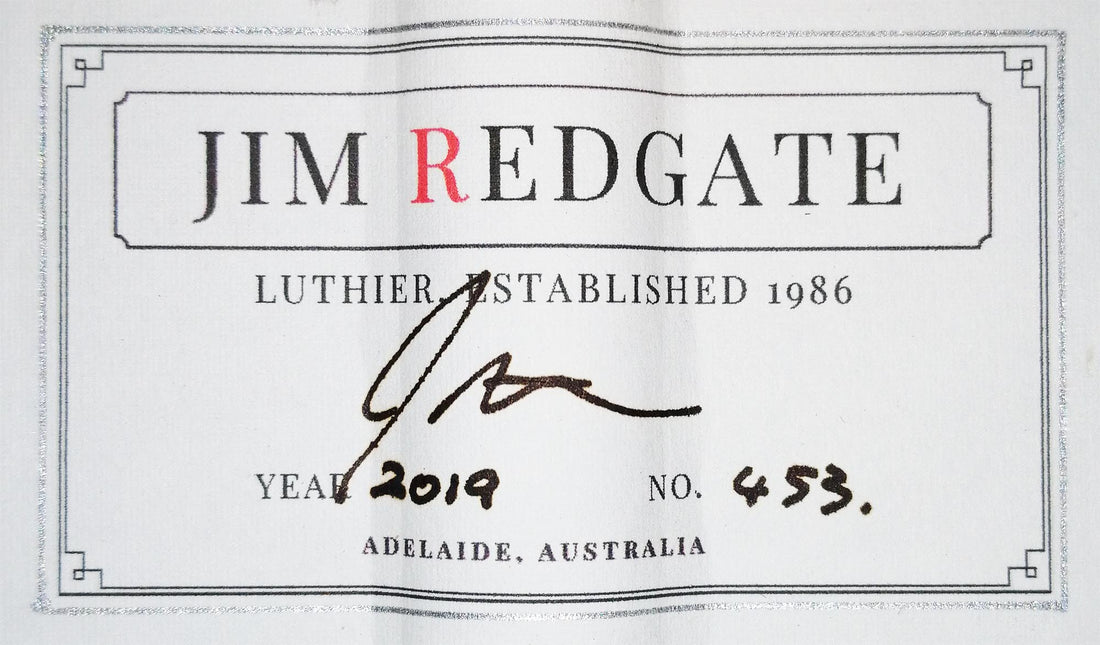 JIM REDGATE
LUTHIER, ESTABLISHED 1986
YEAR 2019 NO. 453.
ADELAIDE, AUSTRALIA